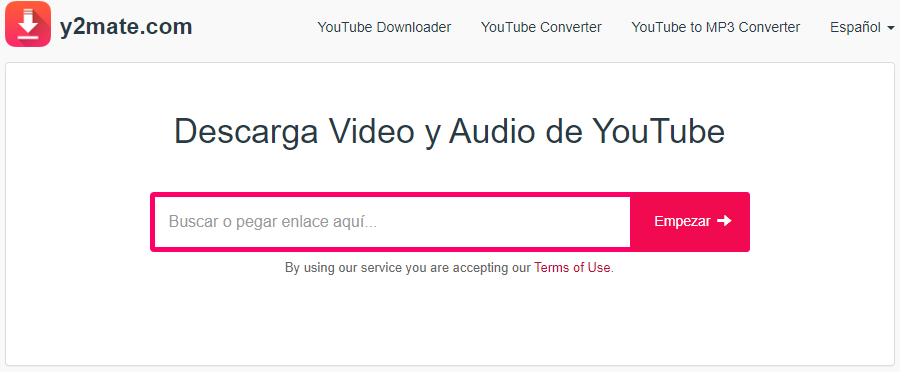 y2mate.com YouTube Downloader YouTube Converter YouTube to MP3 Converter Español
Descarga Video y Audio de YouTube
Buscar o pegar enlace aquí... Empezar
By using our service you are accepting our Terms of Use.